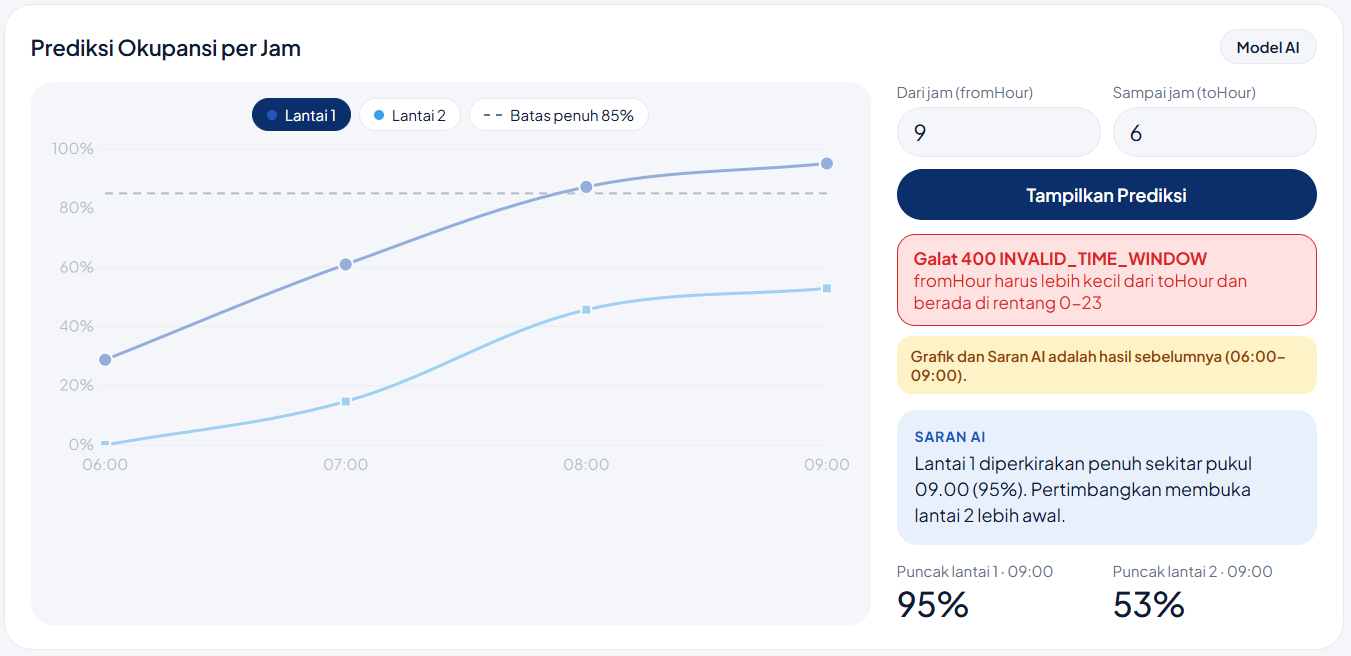 Prediksi Okupansi per Jam
Model AI
Lantai 1
Lantai 2
Batas penuh 85%
100%
80%
60%
40%
20%
0%
06:00
07:00
08:00
09:00
Dari jam (fromHour)
Sampai jam (toHour)
9
6
Tampilkan Prediksi
Galat 400 INVALID_TIME_WINDOW
fromHour harus lebih kecil dari toHour dan
berada di rentang 0–23
Grafik dan Saran AI adalah hasil sebelumnya (06:00–
09:00).
SARAN AI
Lantai 1 diperkirakan penuh sekitar pukul
09.00 (95%). Pertimbangkan membuka
lantai 2 lebih awal.
Puncak lantai 1 · 09:00
Puncak lantai 2 · 09:00
95%
53%